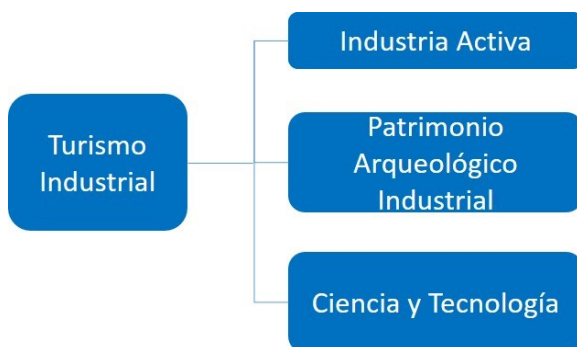 Turismo
Industrial
Industria Activa
Patrimonio
Arqueológico
Industrial
Ciencia y Tecnología